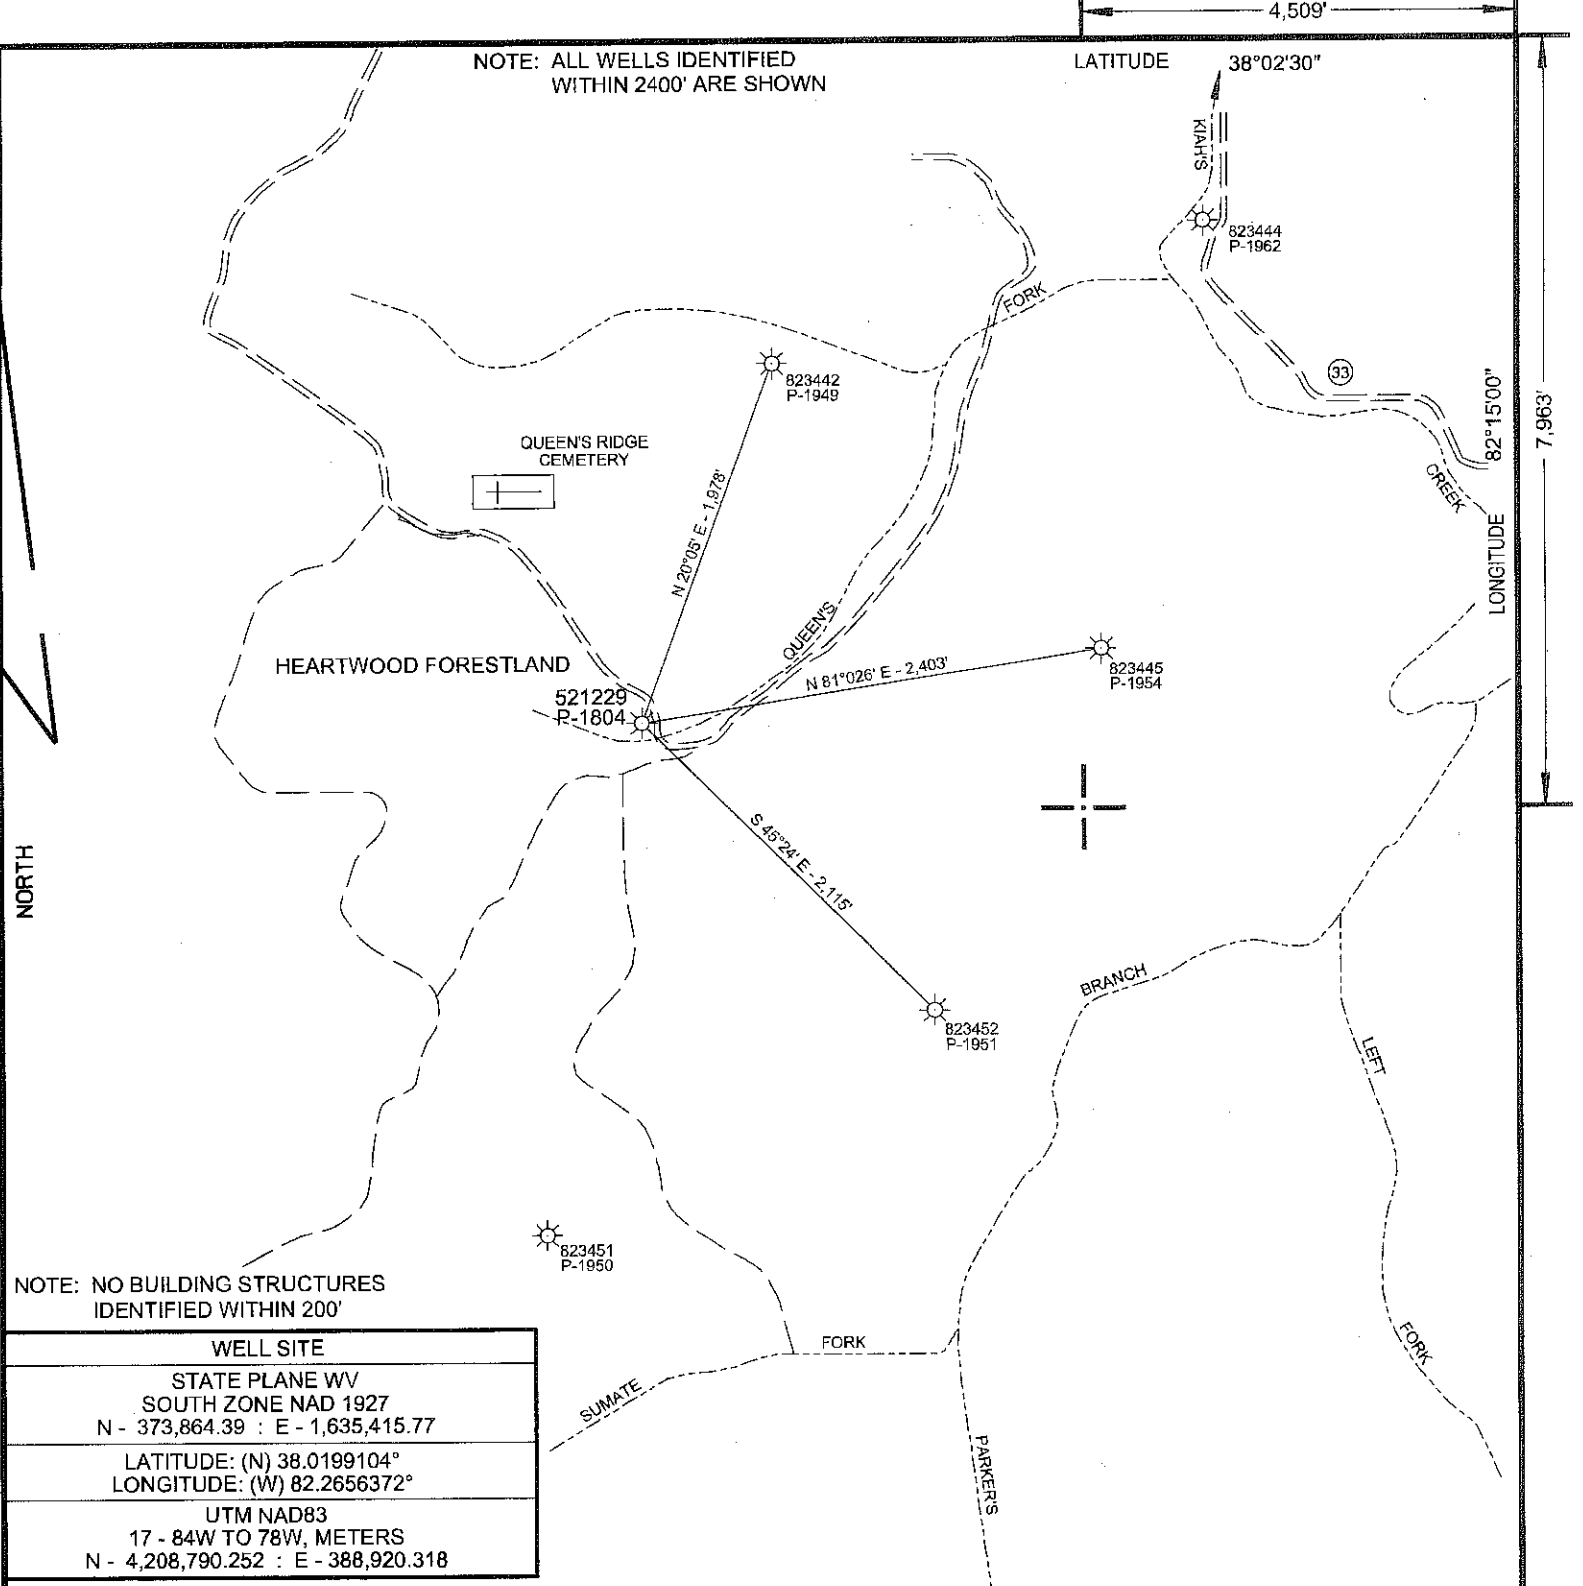 4,509'
NOTE: ALL WELLS IDENTIFIED
WITHIN 2400' ARE SHOWN
LATITUDE 38°02'30"
KIAH'S
823444
P-1962
FORK
33
823442
P-1949
82°15'00"
7,963'
QUEEN'S RIDGE
CEMETERY
CREEK
N 20°05' E - 1,978'
LONGITUDE
QUEEN'S
HEARTWOOD FORESTLAND
N 81°026' E - 2,403'
823445
P-1954
521229
P-1804
S 45°24' E - 2,115'
NORTH
BRANCH
823452
P-1951
LEFT
823451
P-1950
NOTE: NO BUILDING STRUCTURES
IDENTIFIED WITHIN 200'
FORK
FORK
SUMATE
PARKER'S
WELL SITE
STATE PLANE WV
SOUTH ZONE NAD 1927
N - 373,864.39 : E - 1,635,415.77
LATITUDE: (N) 38.0199104°
LONGITUDE: (W) 82.2656372°
UTM NAD83
17 - 84W TO 78W, METERS
N - 4,208,790.252 : E - 388,920.318